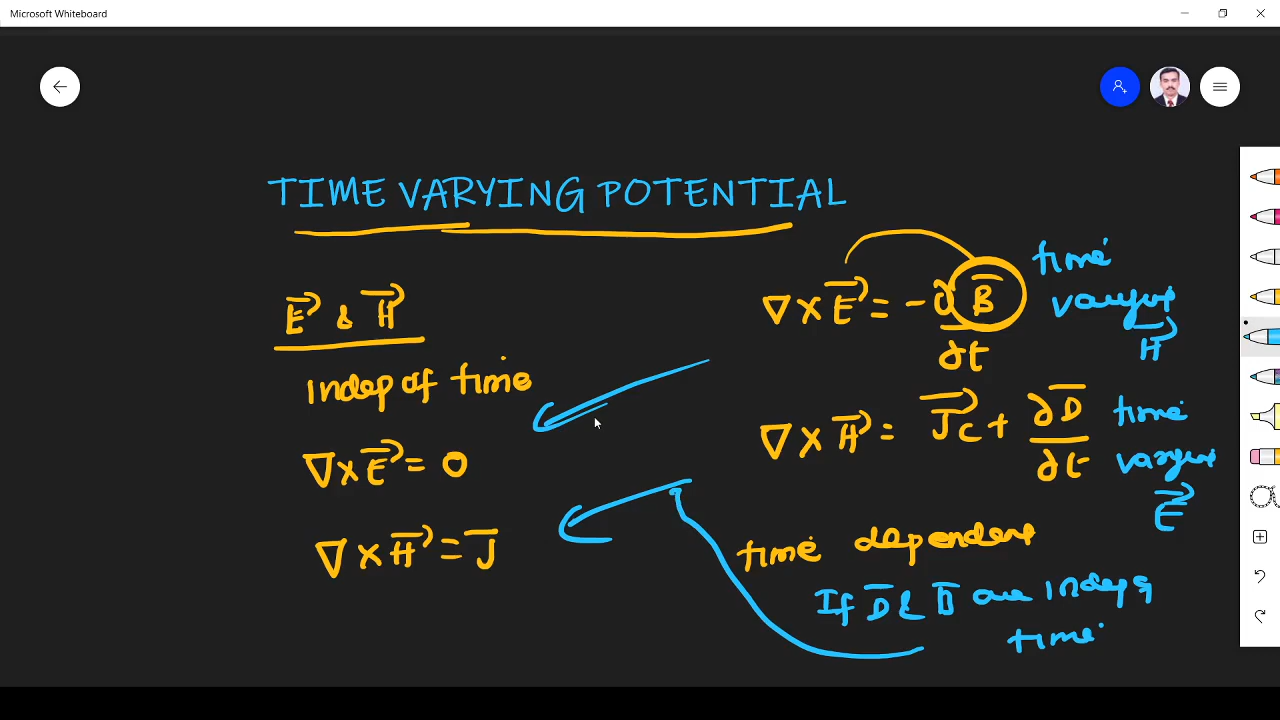 Microsoft Whiteboard
TIME VARYING POTENTIAL
E⃗ & H⃗
Indep of time
∇ × E⃗ = 0
∇ × H⃗ = J̅
∇ × E⃗ = -∂B̅/∂t
time
varying
H⃗
∇ × H⃗ = J⃗c + ∂D̅/∂t
time
varying
E⃗
time dependent
If D̅ & B̅ are indep of
time